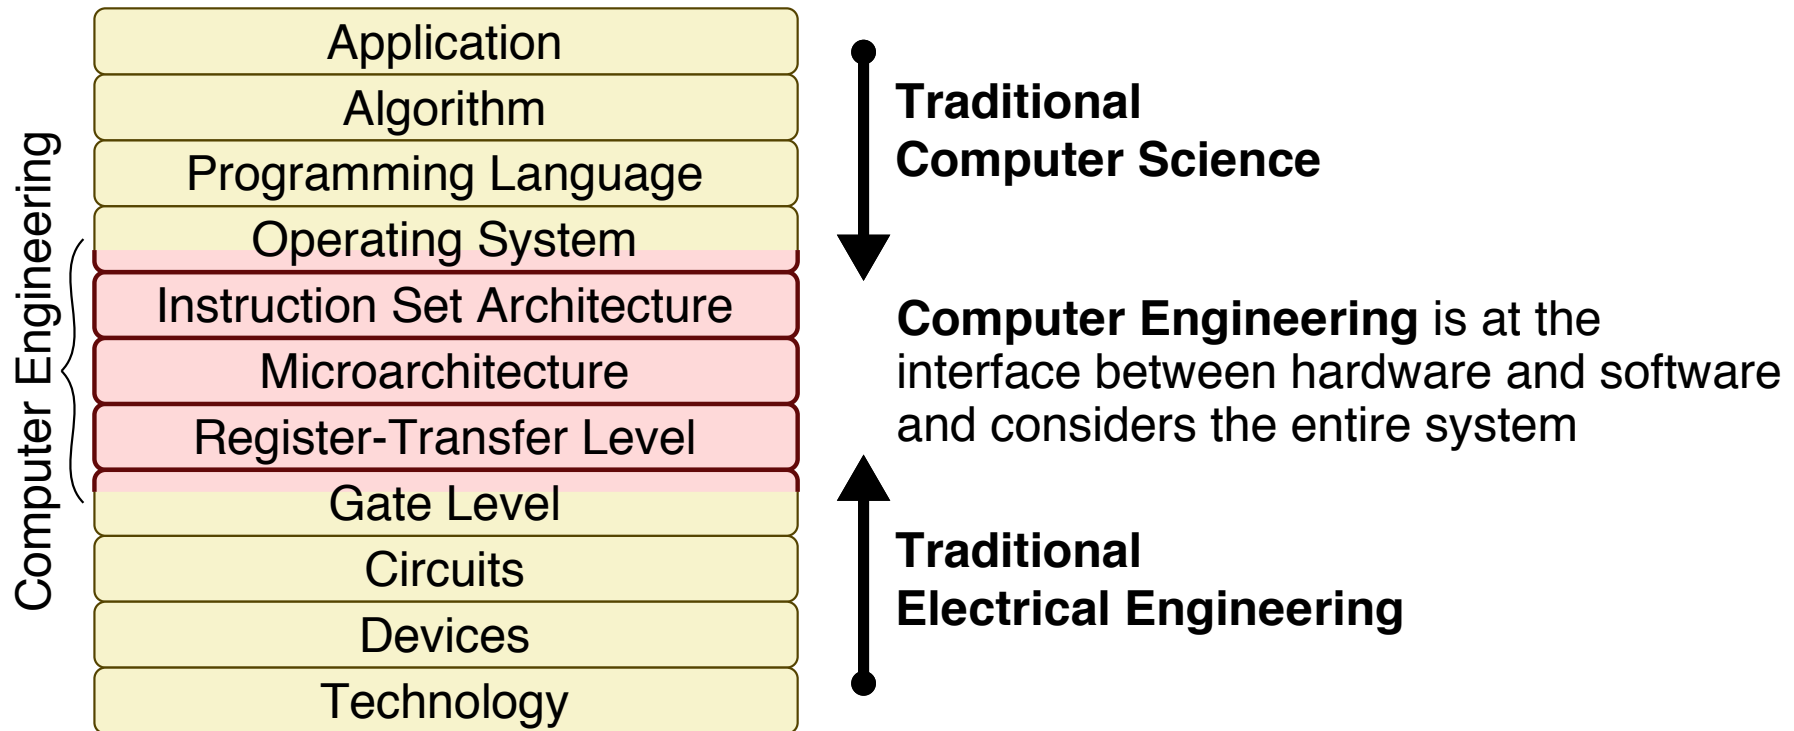 Computer Engineering
Application
Algorithm
Programming Language
Operating System
Instruction Set Architecture
Microarchitecture
Register-Transfer Level
Gate Level
Circuits
Devices
Technology
Traditional
Computer Science
Computer Engineering is at the
interface between hardware and software
and considers the entire system
Traditional
Electrical Engineering